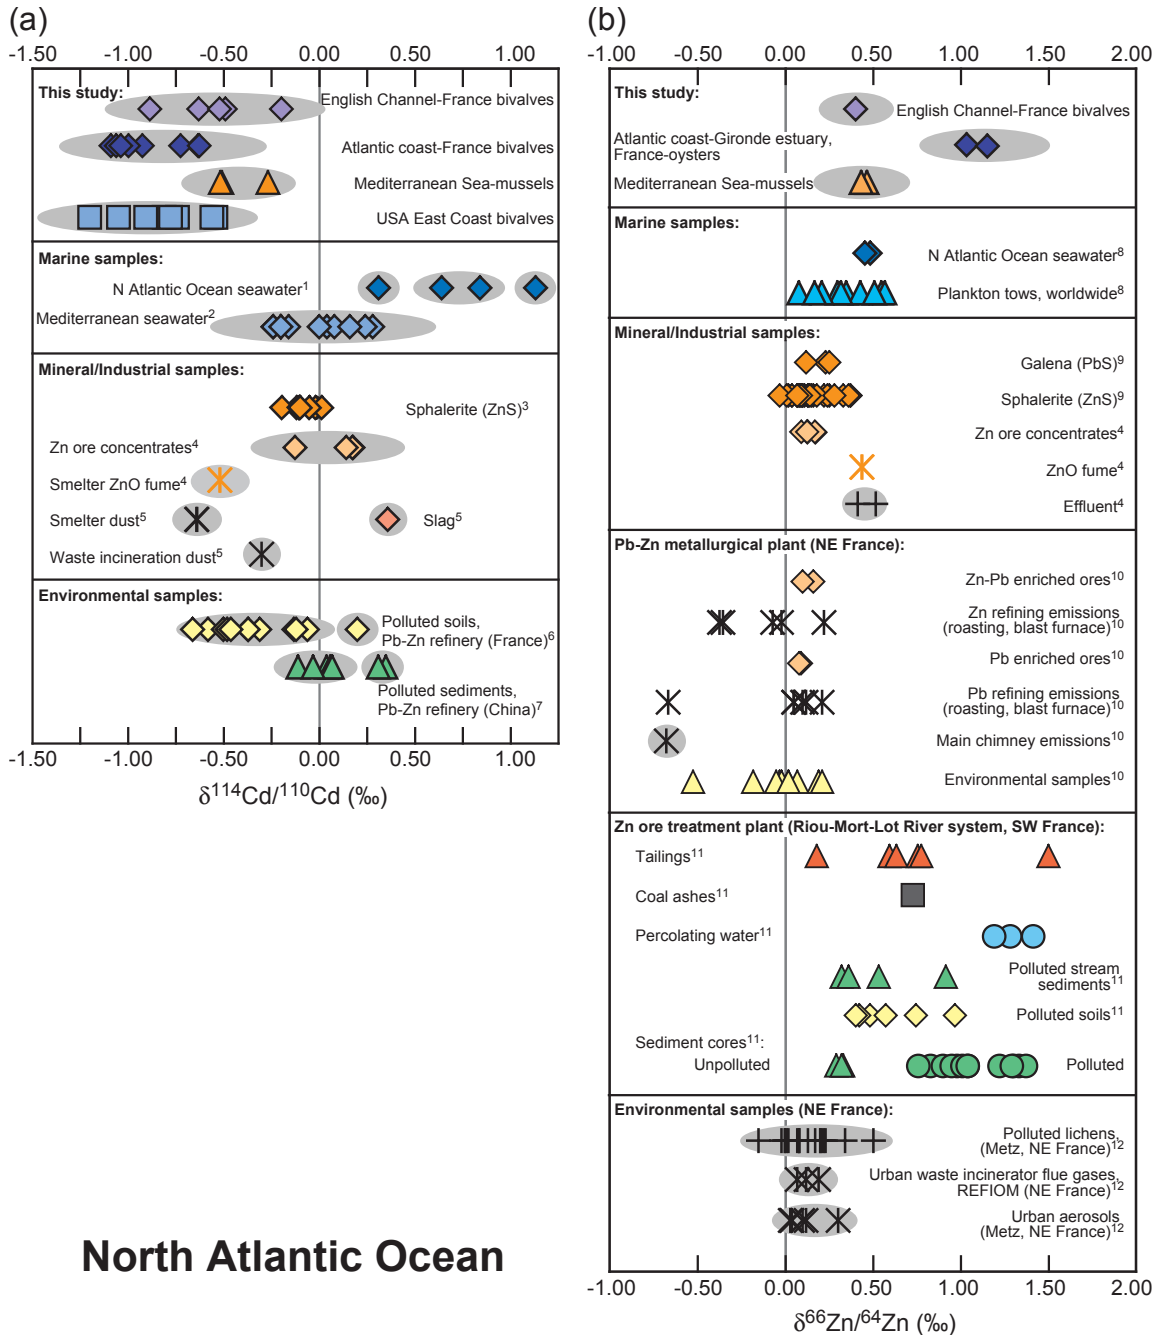 (a)
-1.50 -1.00 -0.50 0.00 0.50 1.00
This study:
English Channel-France bivalves
Atlantic coast-France bivalves
Mediterranean Sea-mussels
USA East Coast bivalves
Marine samples:
N Atlantic Ocean seawater1
Mediterranean seawater2
Mineral/Industrial samples:
Sphalerite (ZnS)3
Zn ore concentrates4
Smelter ZnO fume4
Smelter dust5
Slag5
Waste incineration dust5
Environmental samples:
Polluted soils,
Pb-Zn refinery (France)6
Polluted sediments,
Pb-Zn refinery (China)7
-1.50 -1.00 -0.50 0.00 0.50 1.00
δ114Cd/110Cd (‰)
North Atlantic Ocean
(b)
-1.00 -0.50 0.00 0.50 1.00 1.50 2.00
This study:
English Channel-France bivalves
Atlantic coast-Gironde estuary,
France-oysters
Mediterranean Sea-mussels
Marine samples:
N Atlantic Ocean seawater8
Plankton tows, worldwide8
Mineral/Industrial samples:
Galena (PbS)9
Sphalerite (ZnS)9
Zn ore concentrates4
ZnO fume4
Effluent4
Pb-Zn metallurgical plant (NE France):
Zn-Pb enriched ores10
Zn refining emissions
(roasting, blast furnace)10
Pb enriched ores10
Pb refining emissions
(roasting, blast furnace)10
Main chimney emissions10
Environmental samples10
Zn ore treatment plant (Riou-Mort-Lot River system, SW France):
Tailings11
Coal ashes11
Percolating water11
Polluted stream
sediments11
Polluted soils11
Sediment cores11:
Unpolluted
Polluted
Environmental samples (NE France):
Polluted lichens,
(Metz, NE France)12
Urban waste incinerator flue gases,
REFIOM (NE France)12
Urban aerosols
(Metz, NE France)12
-1.00 -0.50 0.00 0.50 1.00 1.50 2.00
δ66Zn/64Zn (‰)